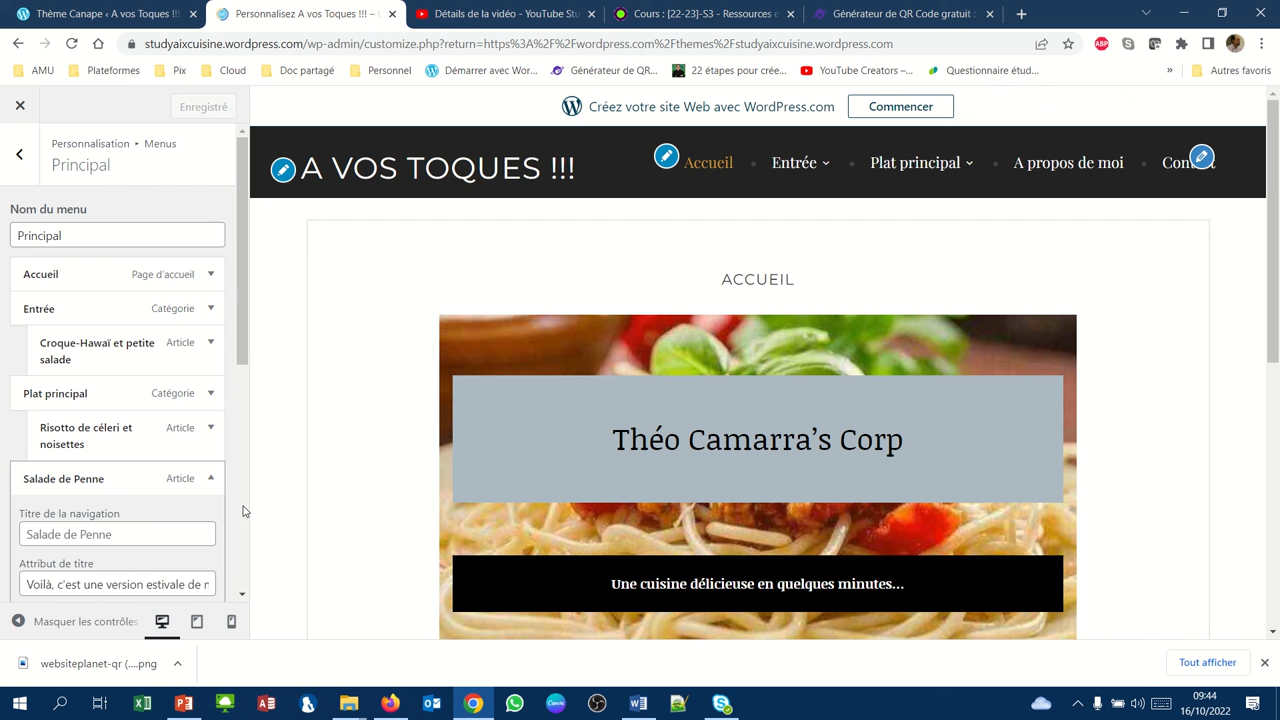 Thème Canape ‹ A vos Toques !!!
Personnalisez A vos Toques !!! –
Détails de la vidéo - YouTube Stu
Cours : [22-23]-S3 - Ressources e
Générateur de QR Code gratuit :
studyaixcuisine.wordpress.com/wp-admin/customize.php?return=https%3A%2F%2Fwordpress.com%2Fthemes%2Fstudyaixcuisine.wordpress.com
AMU
Plateformes
Pix
Cloud
Doc partagé
Personnel
Démarrer avec Wor...
Générateur de QR...
22 étapes pour crée...
YouTube Creators –...
Questionnaire étud...
»
Autres favoris
Enregistré
Créez votre site Web avec WordPress.com
Commencer
Personnalisation ▸ Menus
Principal
A VOS TOQUES !!!
Accueil
Entrée
Plat principal
A propos de moi
Nom du menu
Principal
Accueil Page d'accueil
Entrée Catégorie
Croque-Hawaï et petite
salade
Article
Plat principal Catégorie
Risotto de céleri et
noisettes
Article
Salade de Penne Article
Titre de la navigation
Salade de Penne
Attribut de titre
Voilà, c'est une version estivale de n
Masquer les contrôles
ACCUEIL
Théo Camarra's Corp
Une cuisine délicieuse en quelques minutes...
websiteplanet-qr (....png
Tout afficher
09:44
16/10/2022